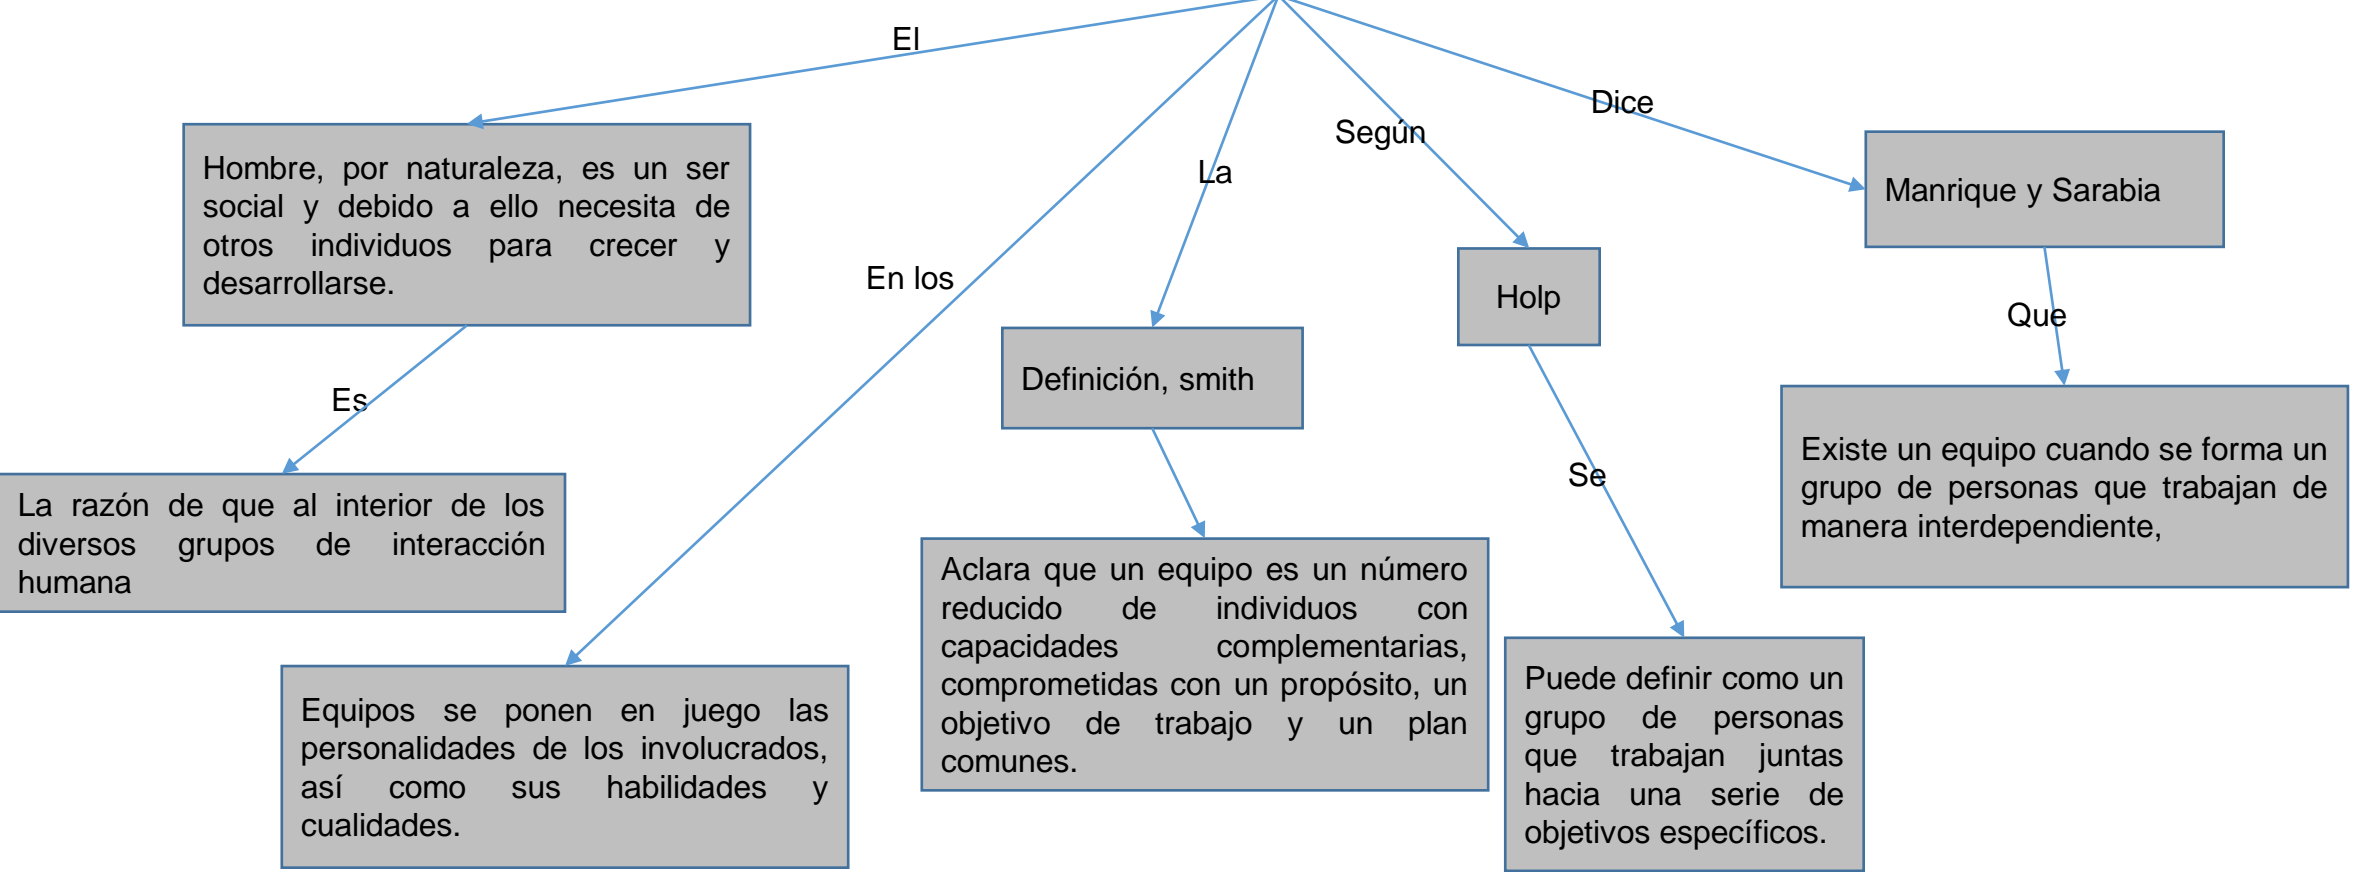 El
Dice
Según
La
Hombre, por naturaleza, es un ser
social y debido a ello necesita de
otros individuos para crecer y
desarrollarse.
Manrique y Sarabia
En los
Holp
Que
Definición, smith
Es
Se
Existe un equipo cuando se forma un
grupo de personas que trabajan de
manera interdependiente,
La razón de que al interior de los
diversos grupos de interacción
humana
Aclara que un equipo es un número
reducido de individuos con
capacidades complementarias,
comprometidas con un propósito, un
objetivo de trabajo y un plan
comunes.
Equipos se ponen en juego las
personalidades de los involucrados,
así como sus habilidades y
cualidades.
Puede definir como un
grupo de personas
que trabajan juntas
hacia una serie de
objetivos específicos.